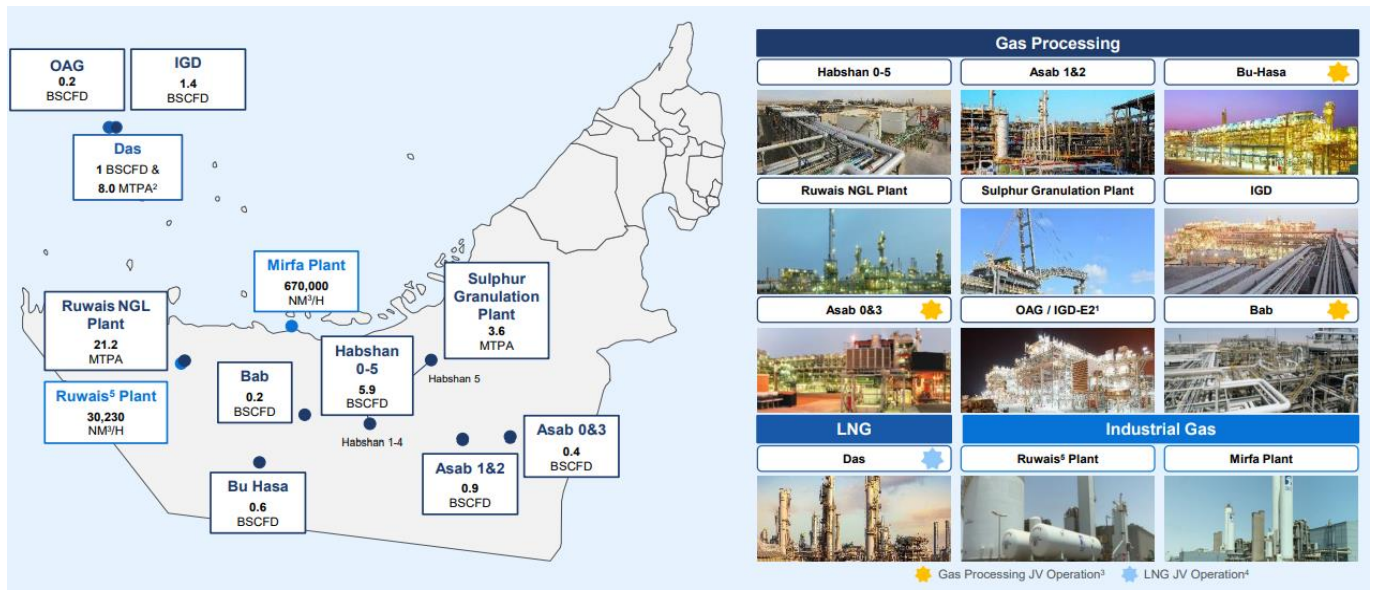 OAG
0.2
BSCFD
IGD
1.4
BSCFD
Das
1 BSCFD &
8.0 MTPA²
Mirfa Plant
670,000
NM³/H
Sulphur
Granulation
Plant
3.6
MTPA
Ruwais NGL
Plant
21.2
MTPA
Habshan
0-5
5.9
BSCFD
Habshan 5
Bab
0.2
BSCFD
Ruwais⁵ Plant
30,230
NM³/H
Habshan 1-4
Asab 0&3
0.4
BSCFD
Asab 1&2
0.9
BSCFD
Bu Hasa
0.6
BSCFD
Gas Processing
Habshan 0-5
Asab 1&2
Bu-Hasa
Ruwais NGL Plant
Sulphur Granulation Plant
IGD
Asab 0&3
OAG / IGD-E2¹
Bab
LNG
Industrial Gas
Das
Ruwais⁵ Plant
Mirfa Plant
Gas Processing JV Operation³
LNG JV Operation⁴